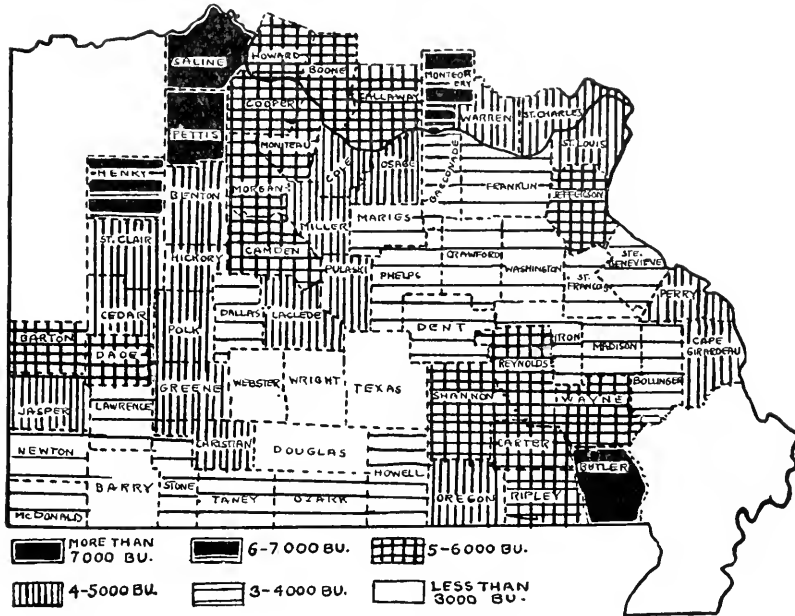 SALINE
HOWARD
BOONE
COOPER
CALLAWAY
MONTGOM
ERY
WARREN
ST. CHARLES
PETTIS
MONITEAU
COLE
OSAGE
GASCONADE
FRANKLIN
ST. LOUIS
JEFFERSON
HENRY
BENTON
MORGAN
MILLER
MARIES
ST. CLAIR
HICKORY
CAMDEN
PULASKI
PHELPS
CRAWFORD
WASHINGTON
ST.
FRANCOIS
STE.
GENEVIEVE
PERRY
CEDAR
POLK
DALLAS
LACLEDE
DENT
IRON
MADISON
CAPE
GIRARDEAU
BARTON
DADE
REYNOLDS
BOLLINGER
JASPER
LAWRENCE
GREENE
WEBSTER
WRIGHT
TEXAS
SHANNON
WAYNE
NEWTON
CHRISTIAN
DOUGLAS
HOWELL
CARTER
BUTLER
BARRY
STONE
TANEY
OZARK
OREGON
RIPLEY
MCDONALD
MORE THAN
7000 BU.
6-7000 BU.
5-6000 BU.
4-5000 BU.
3-4000 BU.
LESS THAN
3000 BU.